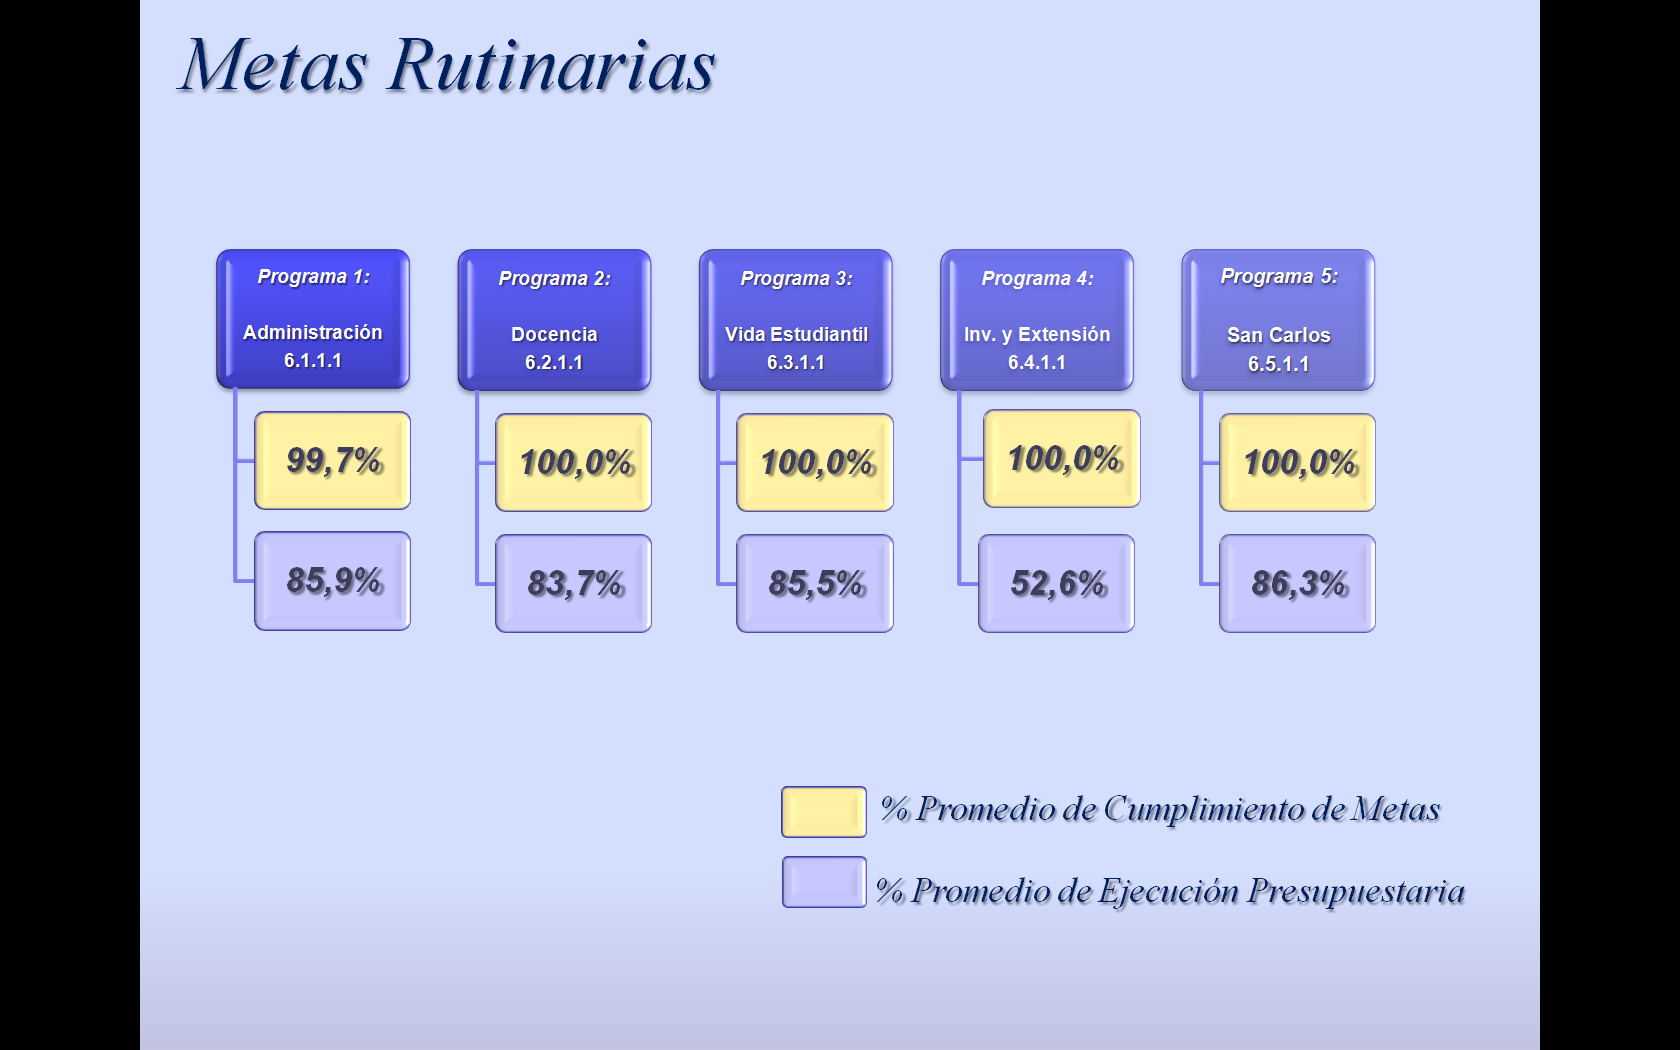 Metas Rutinarias
Programa 1:
Administración
6.1.1.1
99,7%
85,9%
Programa 2:
Docencia
6.2.1.1
100,0%
83,7%
Programa 3:
Vida Estudiantil
6.3.1.1
100,0%
85,5%
Programa 4:
Inv. y Extensión
6.4.1.1
100,0%
52,6%
Programa 5:
San Carlos
6.5.1.1
100,0%
86,3%
% Promedio de Cumplimiento de Metas
% Promedio de Ejecución Presupuestaria